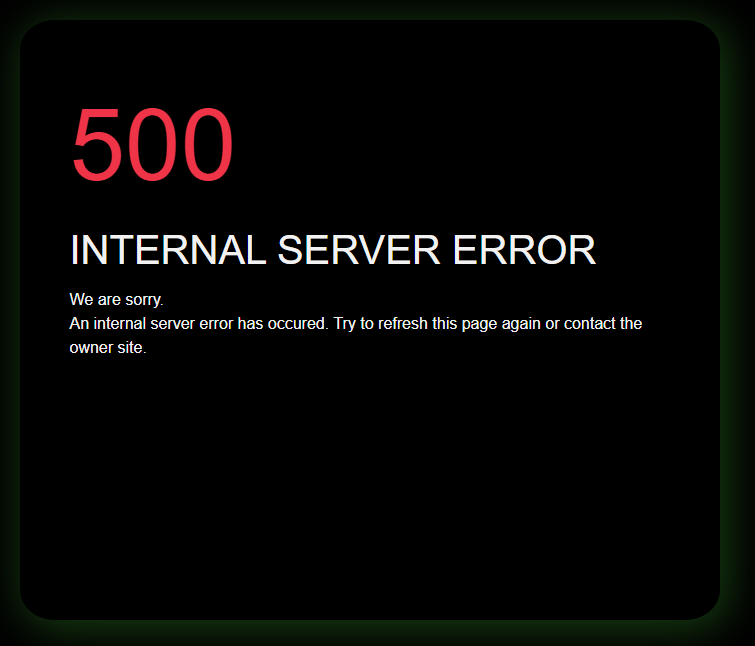 500
INTERNAL SERVER ERROR
We are sorry.
An internal server error has occured. Try to refresh this page again or contact the
owner site.